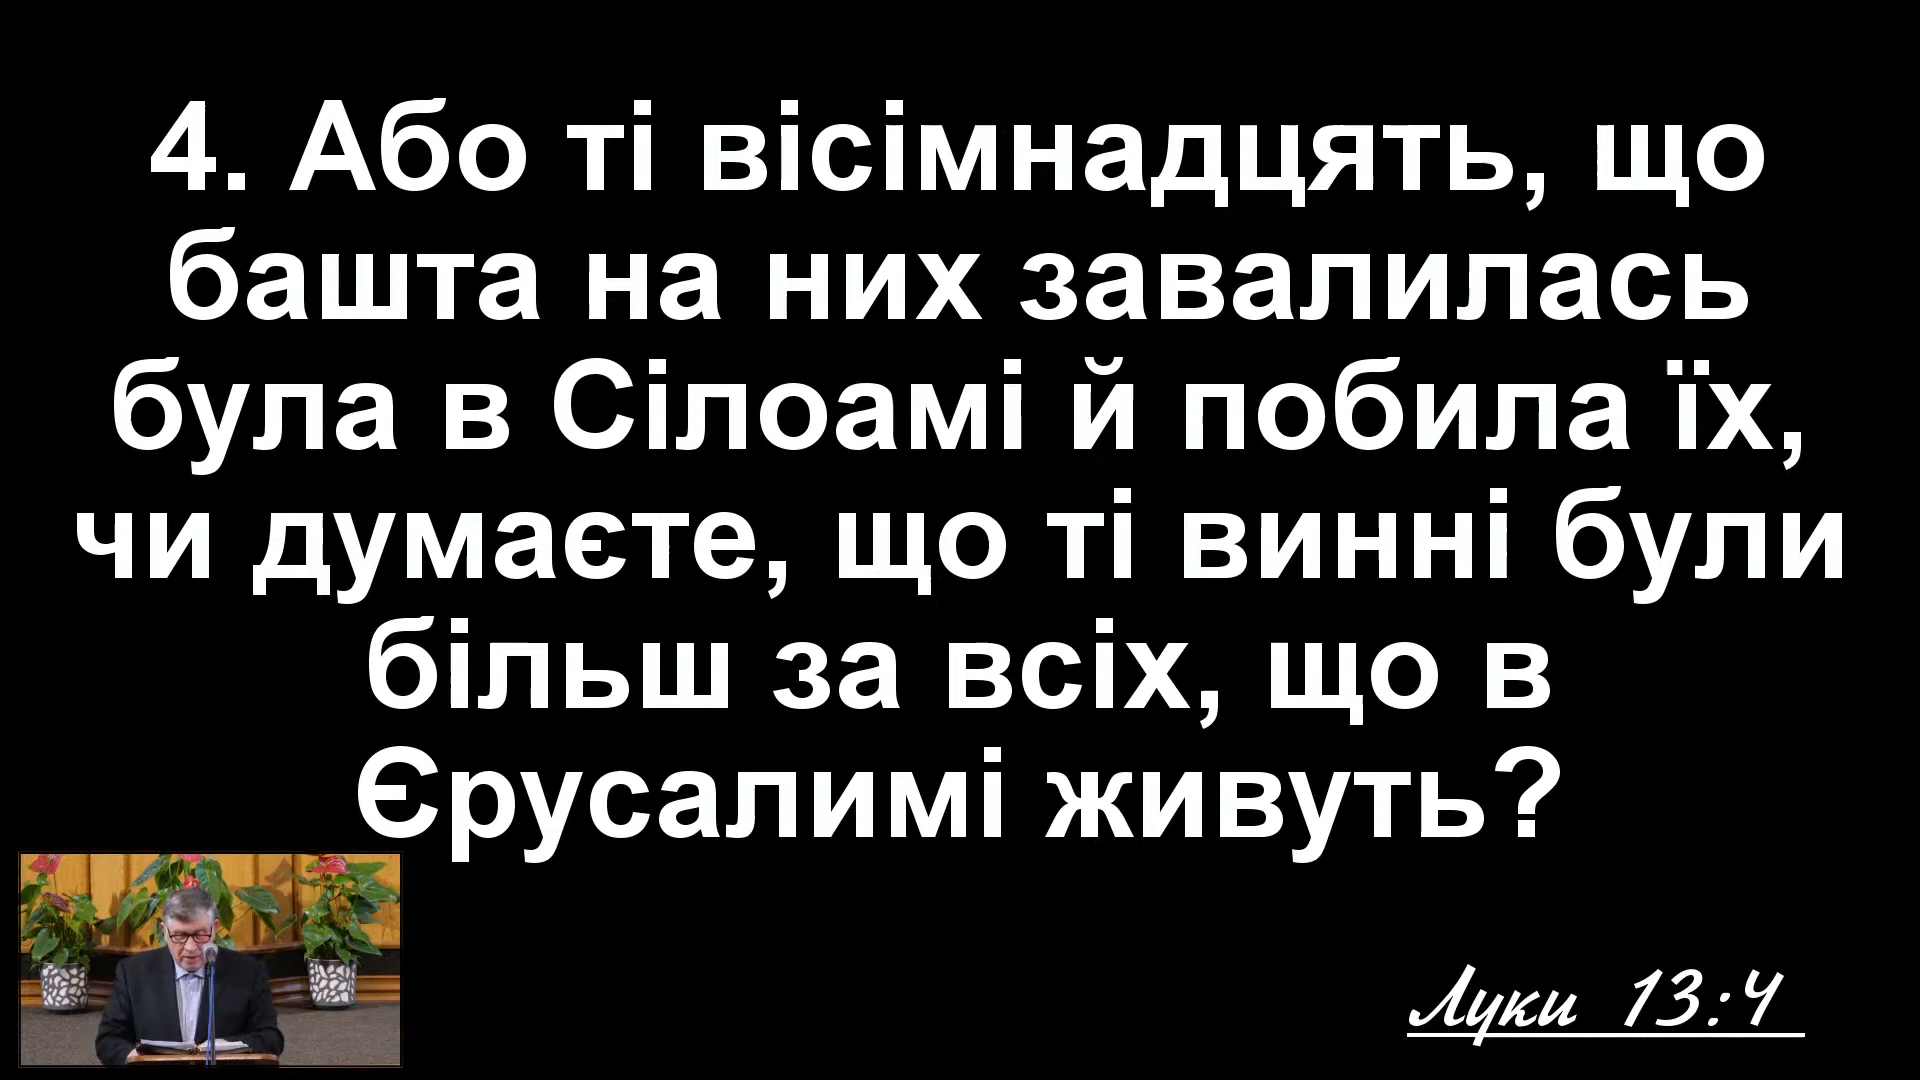 4. Або ті вісімнадцять, що
башта на них завалилась
була в Сілоамі й побила їх,
чи думаєте, що ті винні були
більш за всіх, що в
Єрусалимі живуть?
Луки 13:4